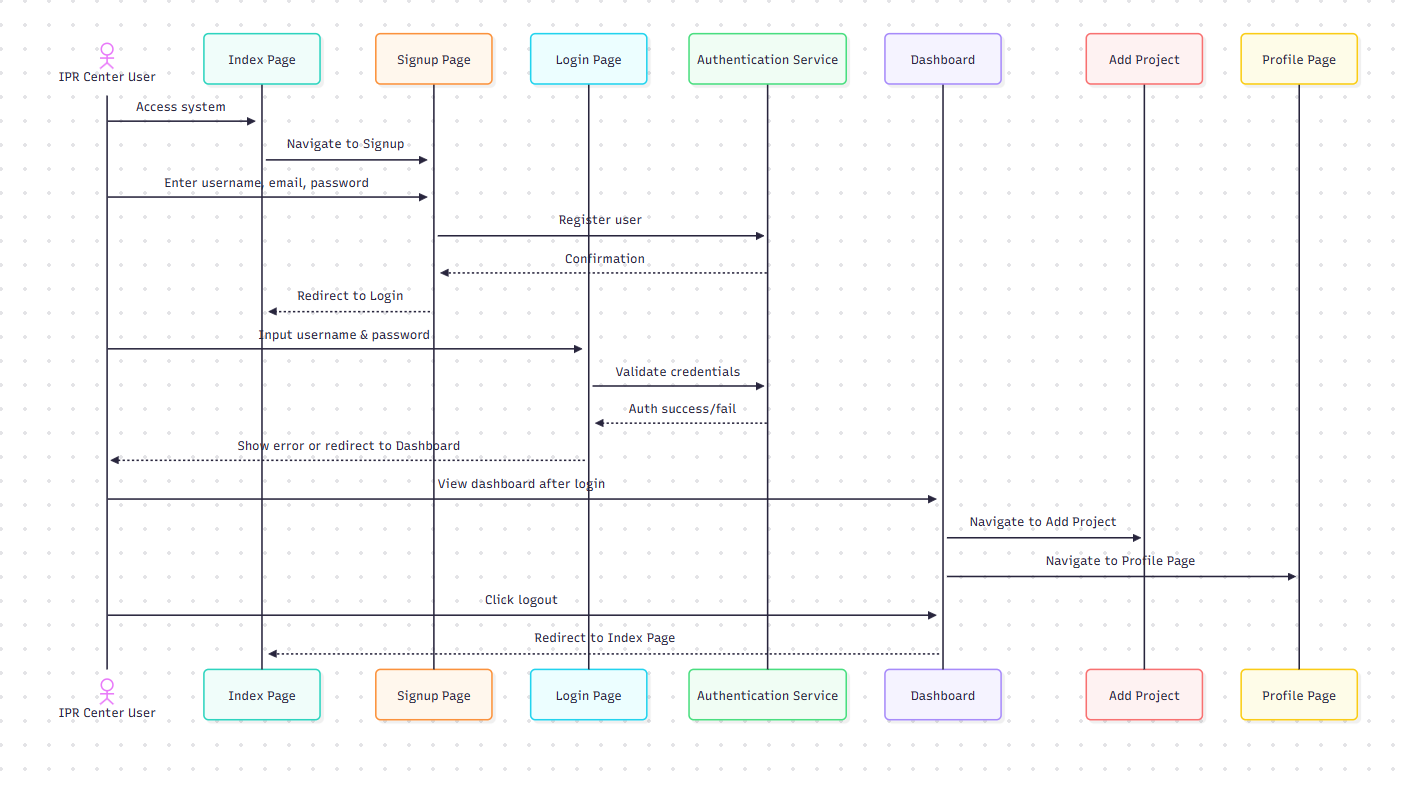 IPR Center User
Index Page
Signup Page
Login Page
Authentication Service
Dashboard
Add Project
Profile Page
Access system
Navigate to Signup
Enter username, email, password
Register user
Confirmation
Redirect to Login
Input username & password
Validate credentials
Auth success/fail
Show error or redirect to Dashboard
View dashboard after login
Navigate to Add Project
Navigate to Profile Page
Click logout
Redirect to Index Page
IPR Center User
Index Page
Signup Page
Login Page
Authentication Service
Dashboard
Add Project
Profile Page